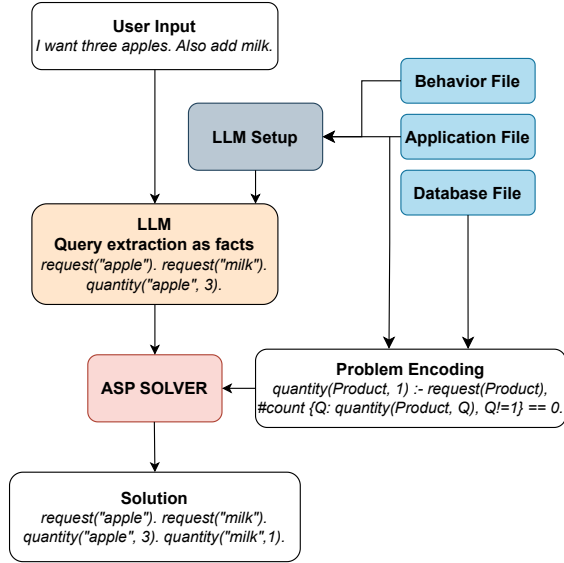 User Input
I want three apples. Also add milk.
Behavior File
LLM Setup
Application File
Database File
LLM
Query extraction as facts
request("apple"). request("milk").
quantity("apple", 3).
ASP SOLVER
Problem Encoding
quantity(Product, 1) :- request(Product),
#count {Q: quantity(Product, Q), Q!=1} == 0.
Solution
request("apple"). request("milk").
quantity("apple", 3). quantity("milk",1).